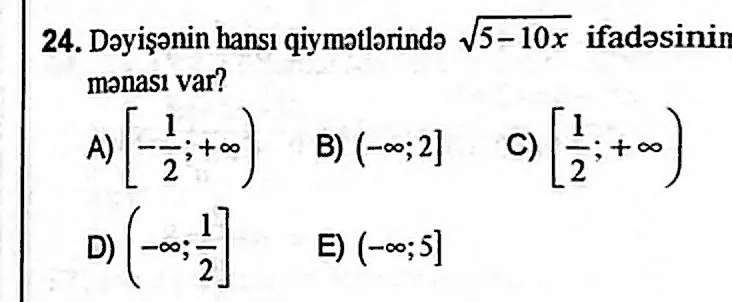 24. Dəyişənin hansı qiymətlərində √(5−10x) ifadəsinin
mənası var?
A) [−1/2; +∞) B) (−∞; 2] C) [1/2; +∞)
D) (−∞; 1/2] E) (−∞; 5]